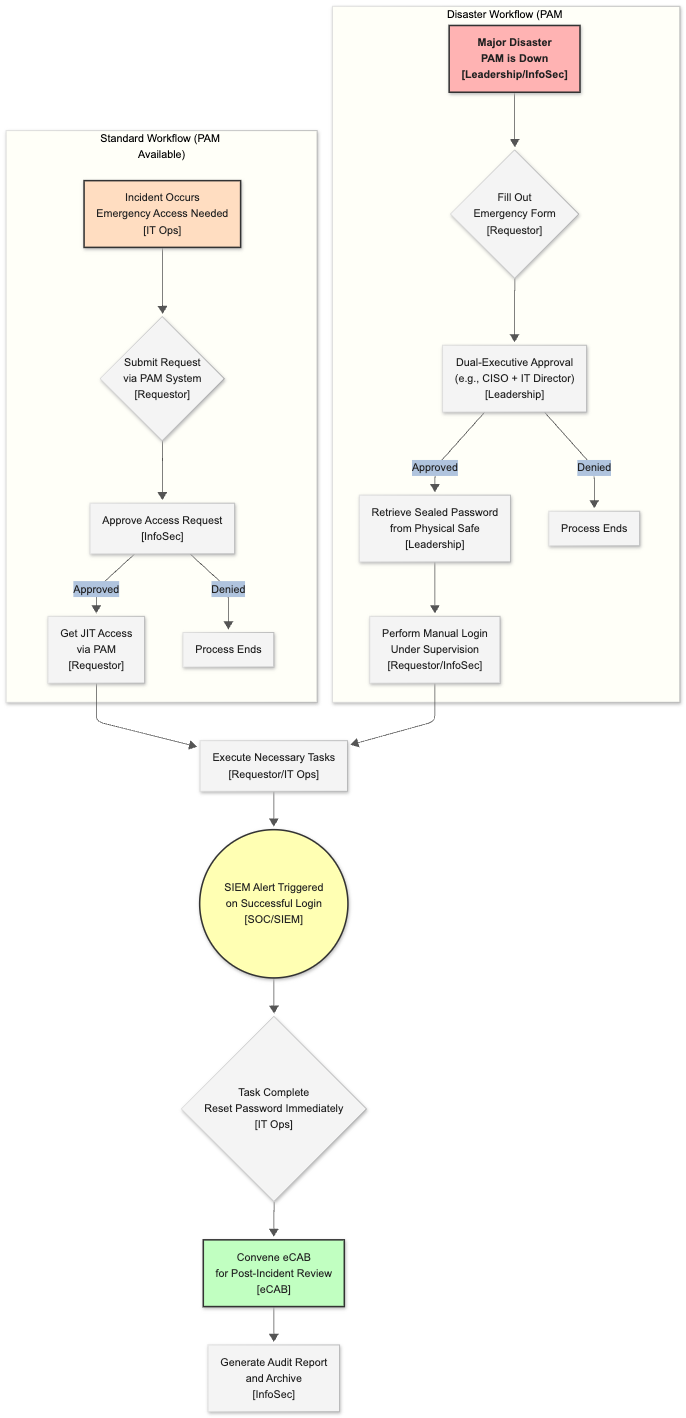 Standard Workflow (PAM
Available)
Incident Occurs
Emergency Access Needed
[IT Ops]
Submit Request
via PAM System
[Requestor]
Approve Access Request
[InfoSec]
Approved
Denied
Get JIT Access
via PAM
[Requestor]
Process Ends
Disaster Workflow (PAM
Major Disaster
PAM is Down
[Leadership/InfoSec]
Fill Out
Emergency Form
[Requestor]
Dual-Executive Approval
(e.g., CISO + IT Director)
[Leadership]
Approved
Denied
Retrieve Sealed Password
from Physical Safe
[Leadership]
Process Ends
Perform Manual Login
Under Supervision
[Requestor/InfoSec]
Execute Necessary Tasks
[Requestor/IT Ops]
SIEM Alert Triggered
on Successful Login
[SOC/SIEM]
Task Complete
Reset Password Immediately
[IT Ops]
Convene eCAB
for Post-Incident Review
[eCAB]
Generate Audit Report
and Archive
[InfoSec]